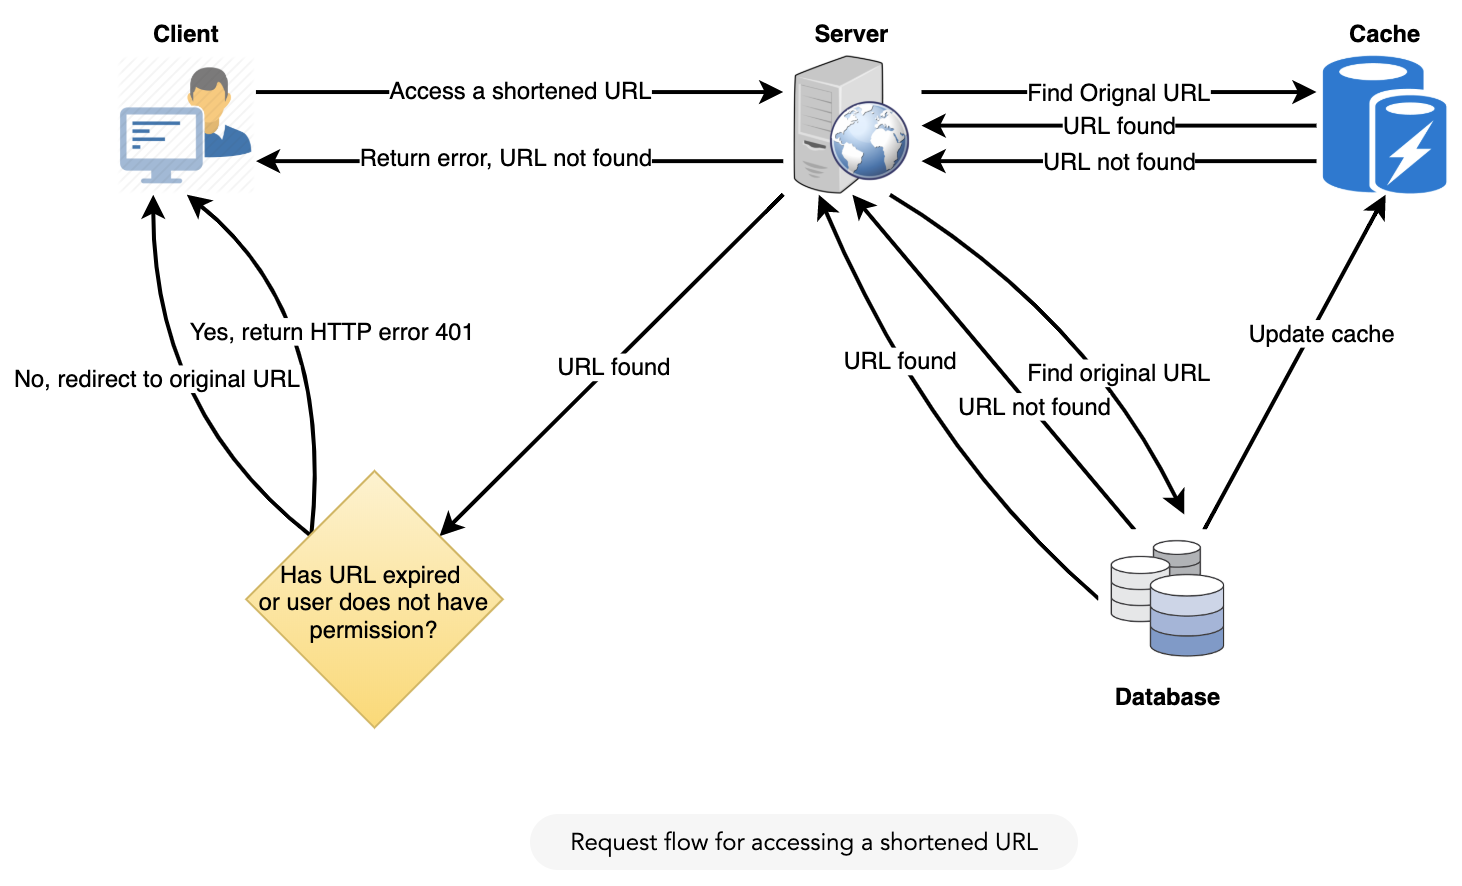 Client
Server
Cache
Access a shortened URL
Find Orignal URL
URL found
Return error, URL not found
URL not found
Yes, return HTTP error 401
Update cache
No, redirect to original URL
URL found
URL found
Find original URL
URL not found
Has URL expired
or user does not have
permission?
Database
Request flow for accessing a shortened URL